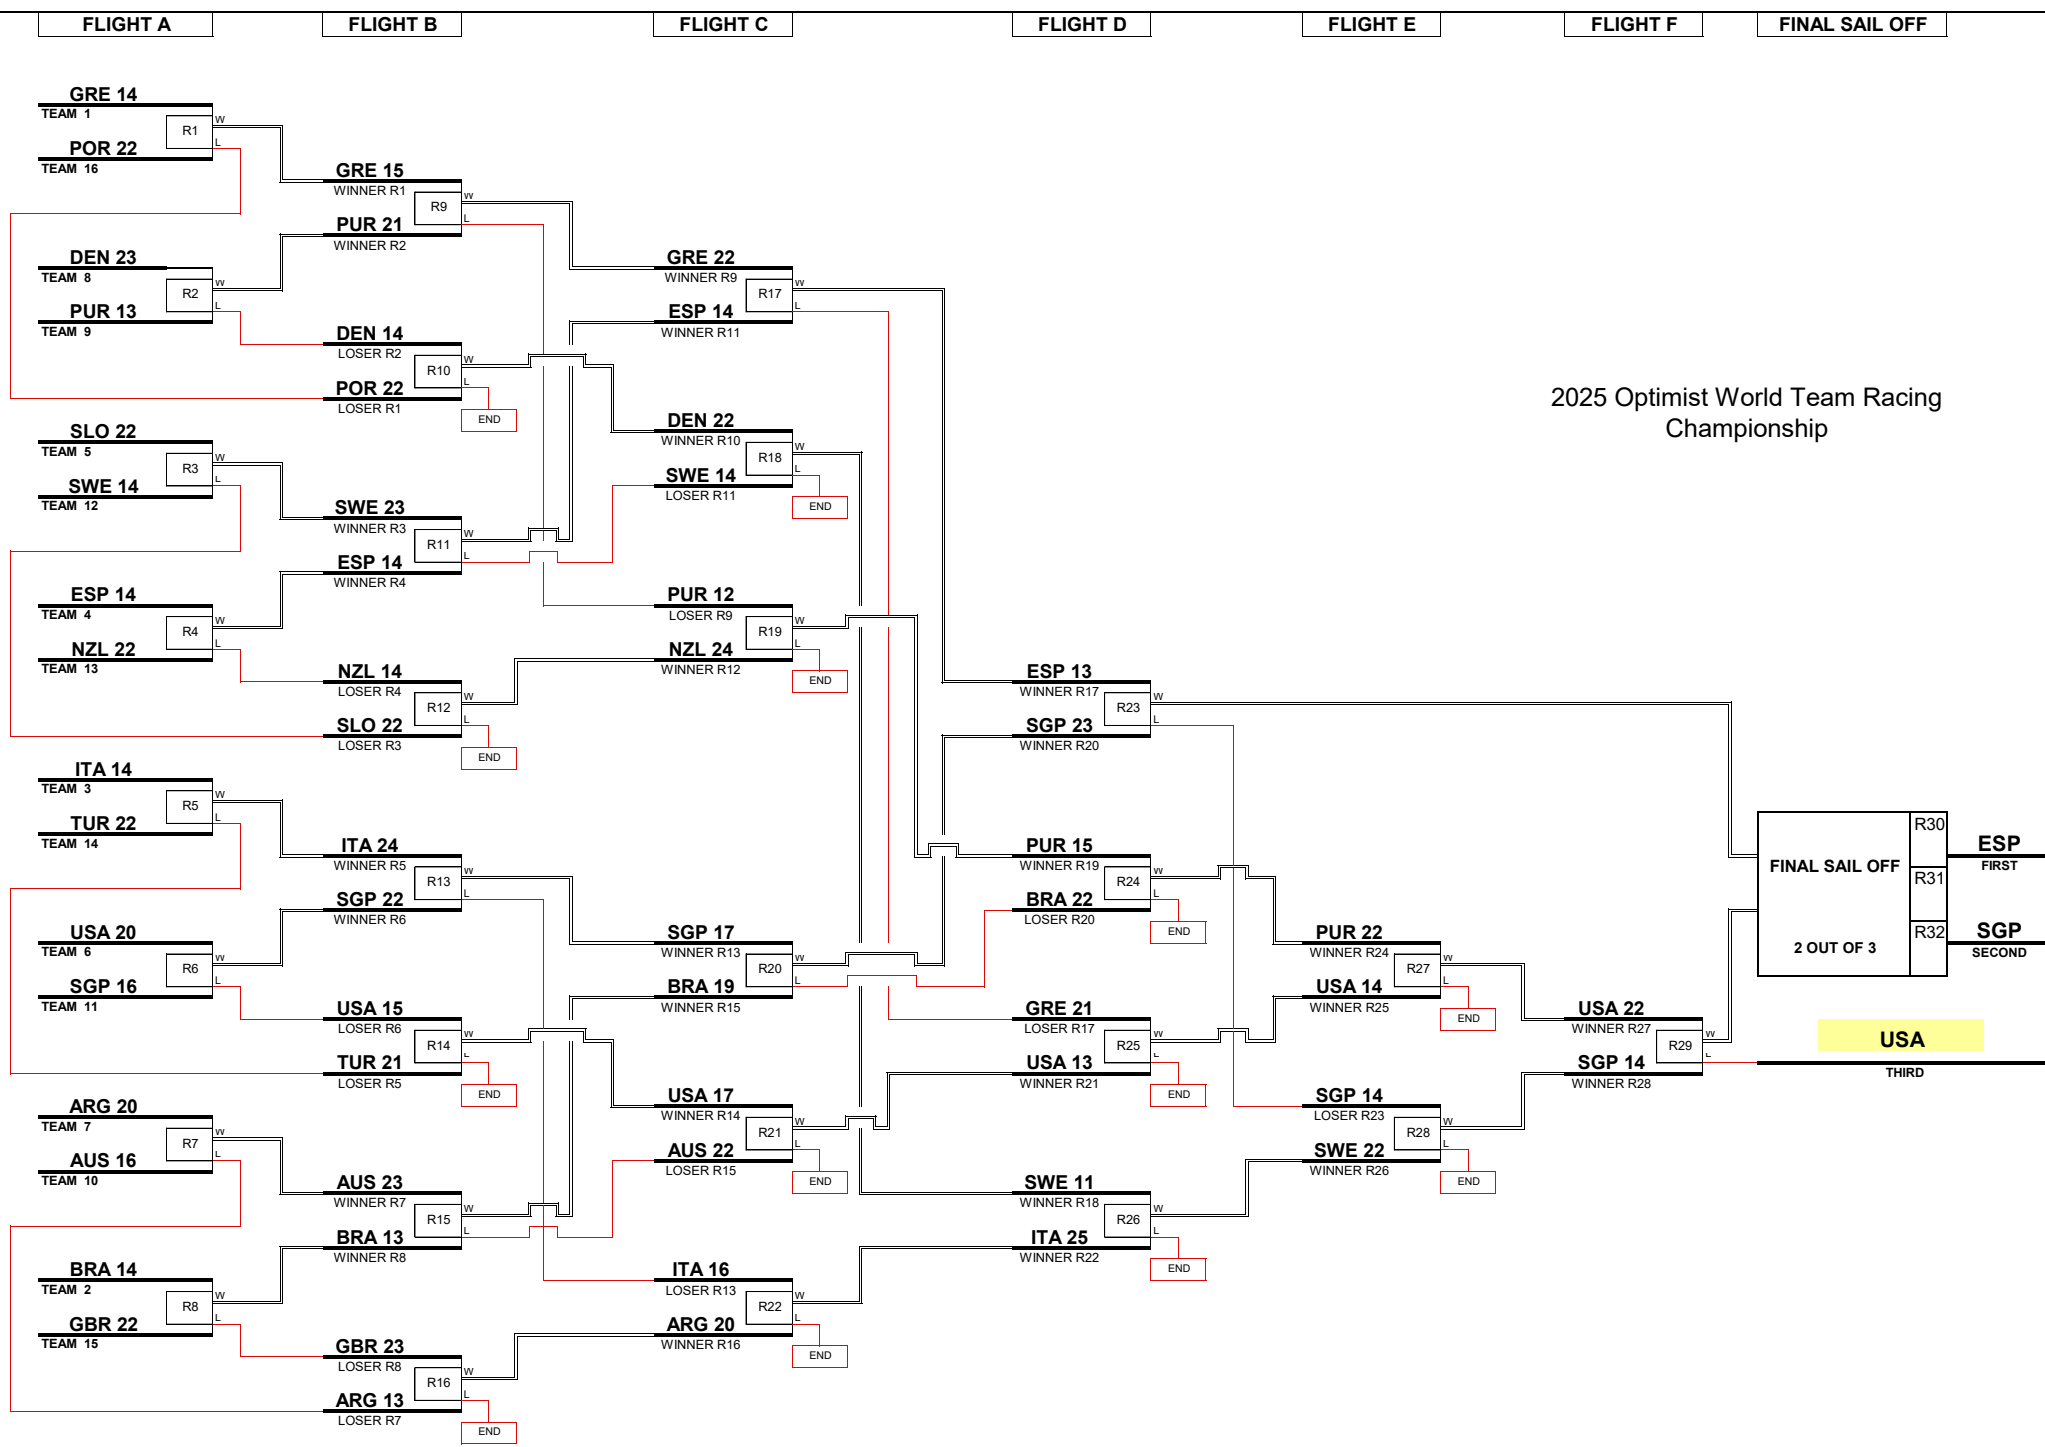 FLIGHT A
FLIGHT B
FLIGHT C
FLIGHT D
FLIGHT E
FLIGHT F
FINAL SAIL OFF
GRE 14
TEAM 1
R1
W
L
POR 22
TEAM 16
DEN 23
TEAM 8
R2
W
L
PUR 13
TEAM 9
SLO 22
TEAM 5
R3
W
L
SWE 14
TEAM 12
ESP 14
TEAM 4
R4
W
L
NZL 22
TEAM 13
ITA 14
TEAM 3
R5
W
L
TUR 22
TEAM 14
USA 20
TEAM 6
R6
W
L
SGP 16
TEAM 11
ARG 20
TEAM 7
R7
W
L
AUS 16
TEAM 10
BRA 14
TEAM 2
R8
W
L
GBR 22
TEAM 15
GRE 15
WINNER R1
R9
W
L
PUR 21
WINNER R2
DEN 14
LOSER R2
R10
W
L
POR 22
LOSER R1
END
SWE 23
WINNER R3
R11
W
L
ESP 14
WINNER R4
NZL 14
LOSER R4
R12
W
L
SLO 22
LOSER R3
END
ITA 24
WINNER R5
R13
W
L
SGP 22
WINNER R6
USA 15
LOSER R6
R14
W
L
TUR 21
LOSER R5
END
AUS 23
WINNER R7
R15
W
L
BRA 13
WINNER R8
GBR 23
LOSER R8
R16
W
L
ARG 13
LOSER R7
END
GRE 22
WINNER R9
R17
W
L
ESP 14
WINNER R11
DEN 22
WINNER R10
R18
W
L
SWE 14
LOSER R11
END
PUR 12
LOSER R9
R19
W
L
NZL 24
WINNER R12
END
SGP 17
WINNER R13
R20
W
L
BRA 19
WINNER R15
USA 17
WINNER R14
R21
W
L
AUS 22
LOSER R15
END
ITA 16
LOSER R13
R22
W
L
ARG 20
WINNER R16
END
ESP 13
WINNER R17
R23
W
L
SGP 23
WINNER R20
PUR 15
WINNER R19
R24
W
L
BRA 22
LOSER R20
END
GRE 21
LOSER R17
R25
W
L
USA 13
WINNER R21
END
SWE 11
WINNER R18
R26
W
L
ITA 25
WINNER R22
END
PUR 22
WINNER R24
R27
W
L
USA 14
WINNER R25
END
SGP 14
LOSER R23
R28
W
L
SWE 22
WINNER R26
END
2025 Optimist World Team Racing
Championship
USA 22
WINNER R27
R29
W
L
SGP 14
WINNER R28
R30
FINAL SAIL OFF
R31
2 OUT OF 3
R32
ESP
FIRST
SGP
SECOND
USA
THIRD